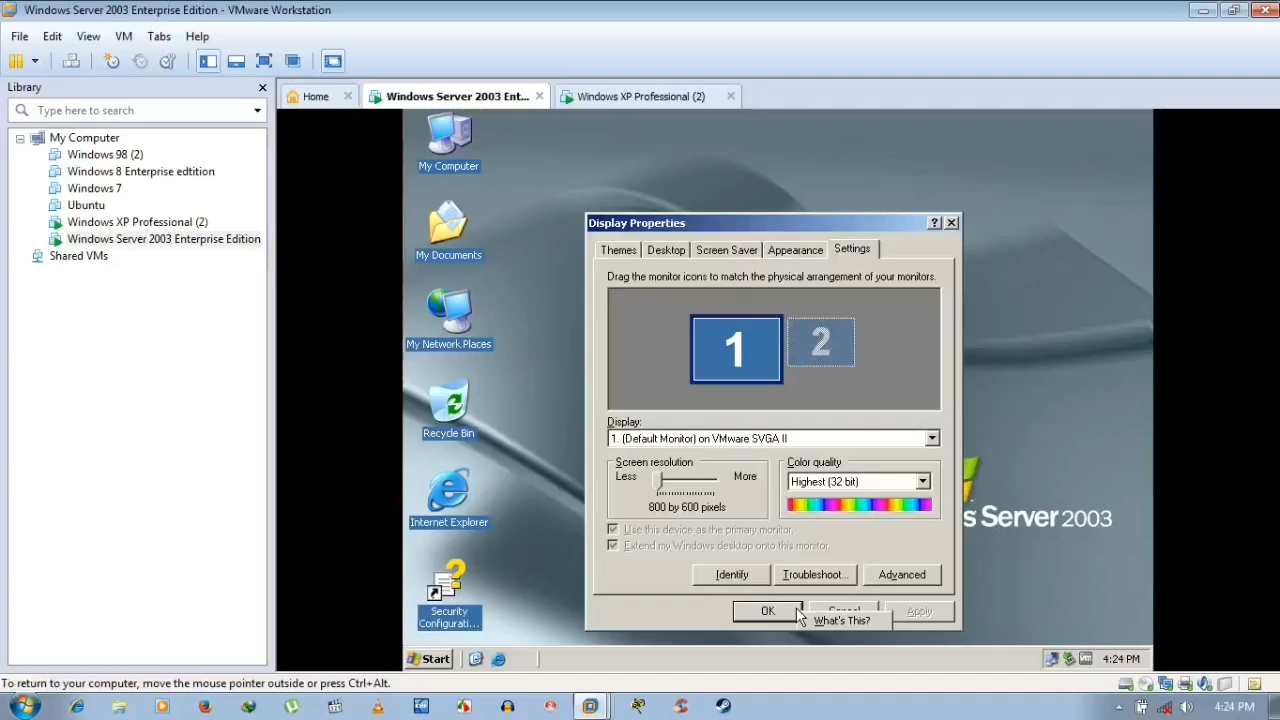 Windows Server 2003 Enterprise Edition - VMware Workstation
File Edit View VM Tabs Help
Library
Type here to search
My Computer
Windows 98 (2)
Windows 8 Enterprise edtition
Windows 7
Ubuntu
Windows XP Professional (2)
Windows Server 2003 Enterprise Edition
Shared VMs
Home
Windows Server 2003 Ent...
Windows XP Professional (2)
My Computer
My Documents
My Network Places
Recycle Bin
Internet Explorer
Security
Configurati...
Display Properties
Themes Desktop Screen Saver Appearance Settings
Drag the monitor icons to match the physical arrangement of your monitors.
1 2
Display:
1. (Default Monitor) on VMware SVGA II
Screen resolution
Less More
800 by 600 pixels
Color quality
Highest (32 bit)
Use this device as the primary monitor.
Extend my Windows desktop onto this monitor.
Identify Troubleshoot... Advanced
OK Cancel Apply
What's This?
s Server 2003
Start
4:24 PM
To return to your computer, move the mouse pointer outside or press Ctrl+Alt.
4:24 PM